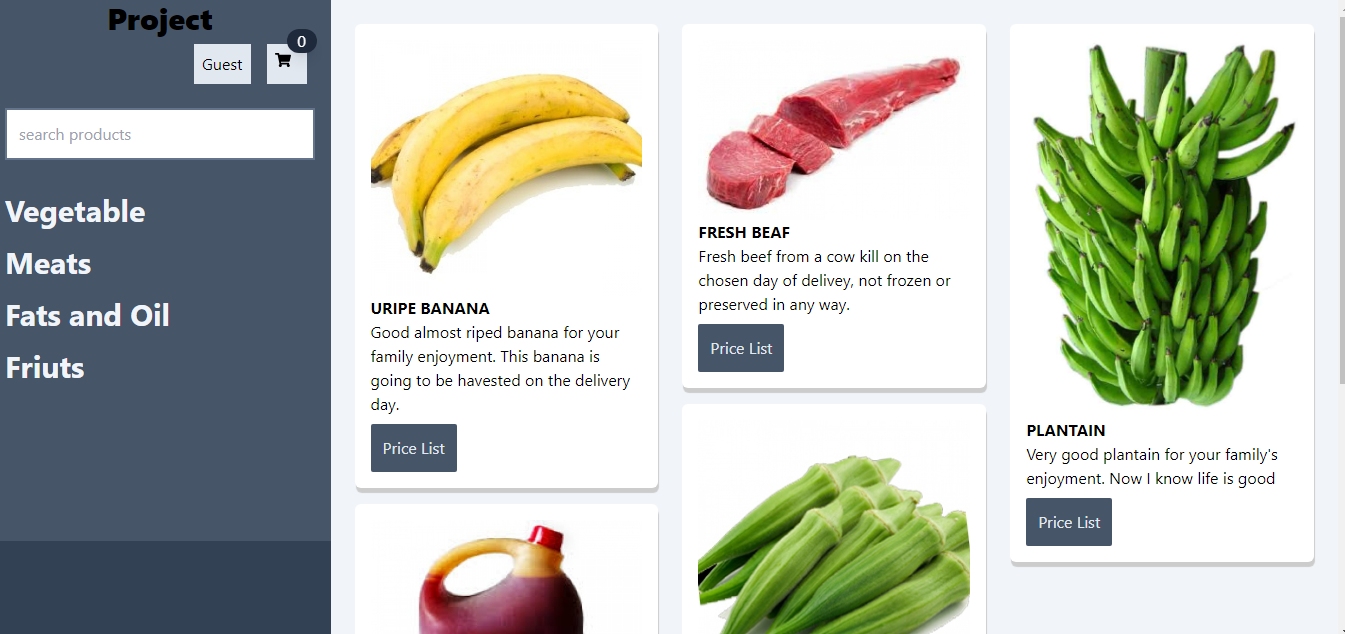 Project
0
Guest
search products
Vegetable
Meats
Fats and Oil
Friuts
URIPE BANANA
Good almost riped banana for your
family enjoyment. This banana is
going to be havested on the delivery
day.
Price List
FRESH BEAF
Fresh beef from a cow kill on the
chosen day of delivey, not frozen or
preserved in any way.
Price List
PLANTAIN
Very good plantain for your family's
enjoyment. Now I know life is good
Price List